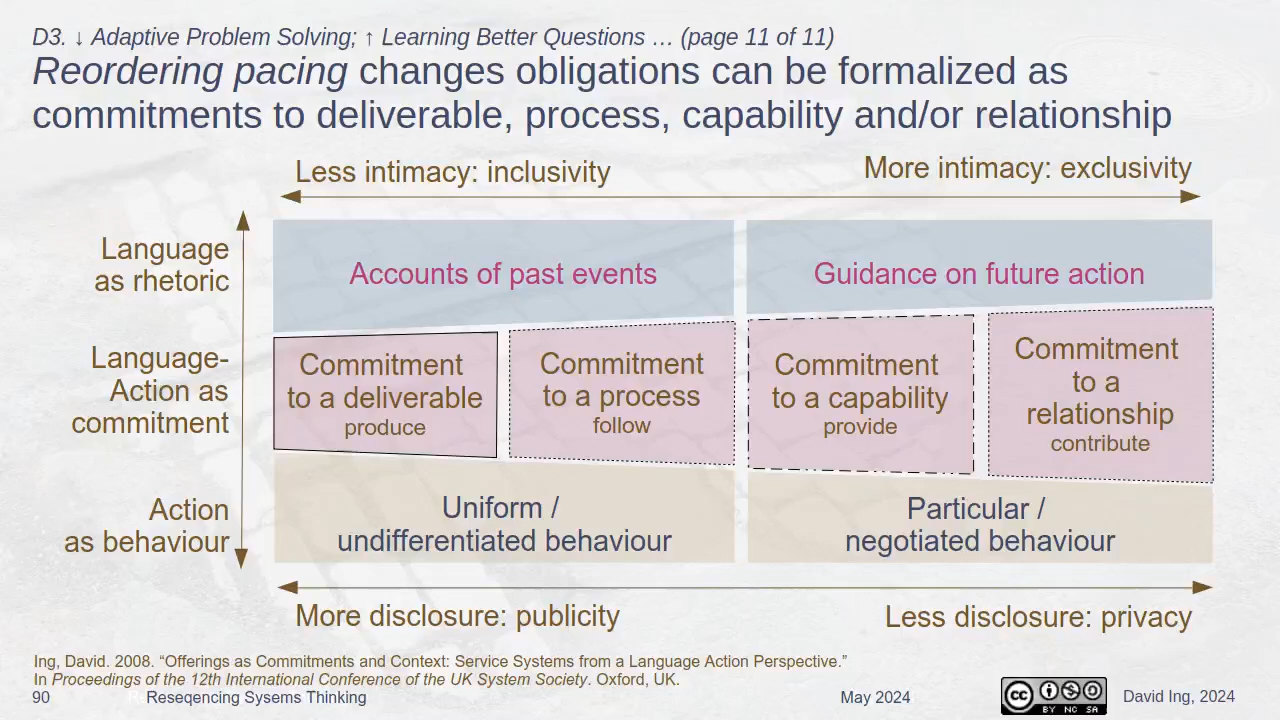 D3. ↓ Adaptive Problem Solving; ↑ Learning Better Questions … (page 11 of 11)
Reordering pacing changes obligations can be formalized as
commitments to deliverable, process, capability and/or relationship
Less intimacy: inclusivity
More intimacy: exclusivity
Language
as rhetoric
Accounts of past events
Guidance on future action
Language-
Action as
commitment
Commitment
to a deliverable
produce
Commitment
to a process
follow
Commitment
to a capability
provide
Commitment
to a
relationship
contribute
Action
as behaviour
Uniform /
undifferentiated behaviour
Particular /
negotiated behaviour
More disclosure: publicity
Less disclosure: privacy
Ing, David. 2008. “Offerings as Commitments and Context: Service Systems from a Language Action Perspective.”
In Proceedings of the 12th International Conference of the UK System Society. Oxford, UK.
90
Reseqencing Sysems Thinking
May 2024
cc
BY NC SA
David Ing, 2024